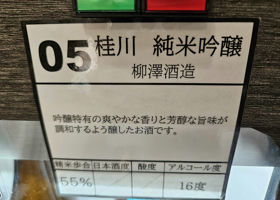 05 桂川 純米吟醸
柳澤酒造
吟醸特有の爽やかな香りと芳醇な旨味が
調和するよう醸したお酒です。
精米歩合 日本酒度 酸度 アルコール度
55% 16度